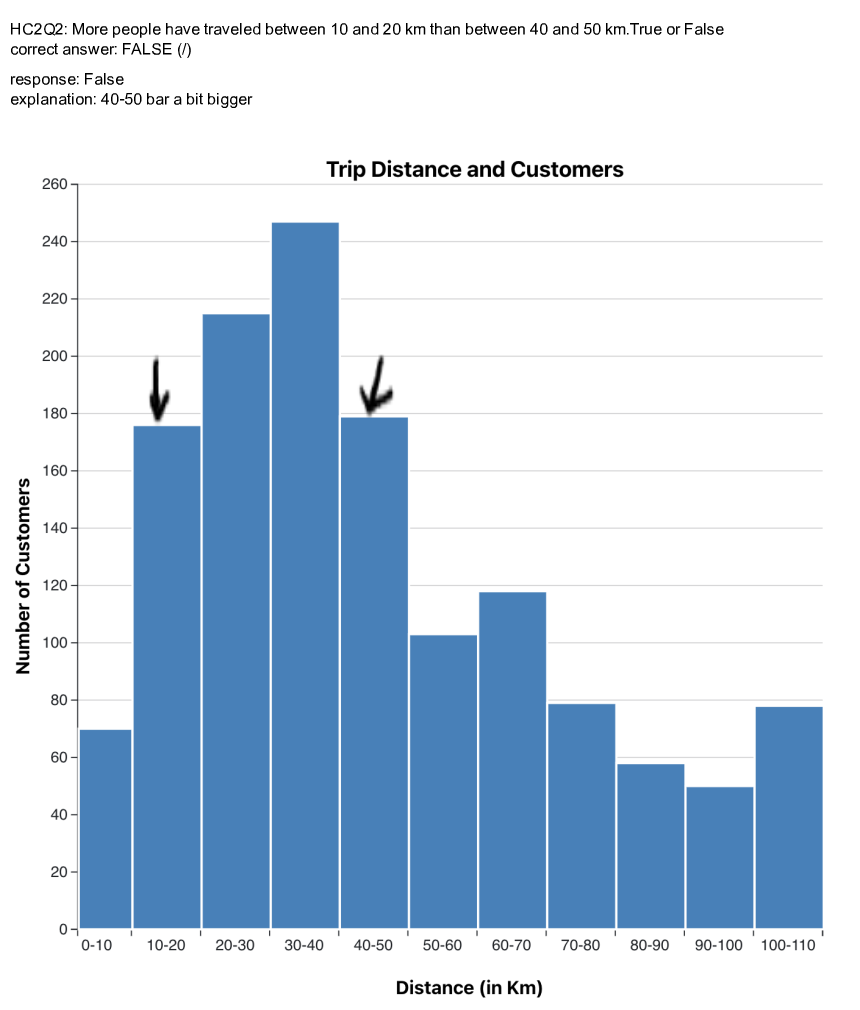 HC2Q2: More people have traveled between 10 and 20 km than between 40 and 50 km.True or False
correct answer: FALSE (/)
response: False
explanation: 40-50 bar a bit bigger
Trip Distance and Customers
260
240
220
200
180
160
140
120
100
80
60
40
20
0
Number of Customers
0-10 10-20 20-30 30-40 40-50 50-60 60-70 70-80 80-90 90-100 100-110
Distance (in Km)